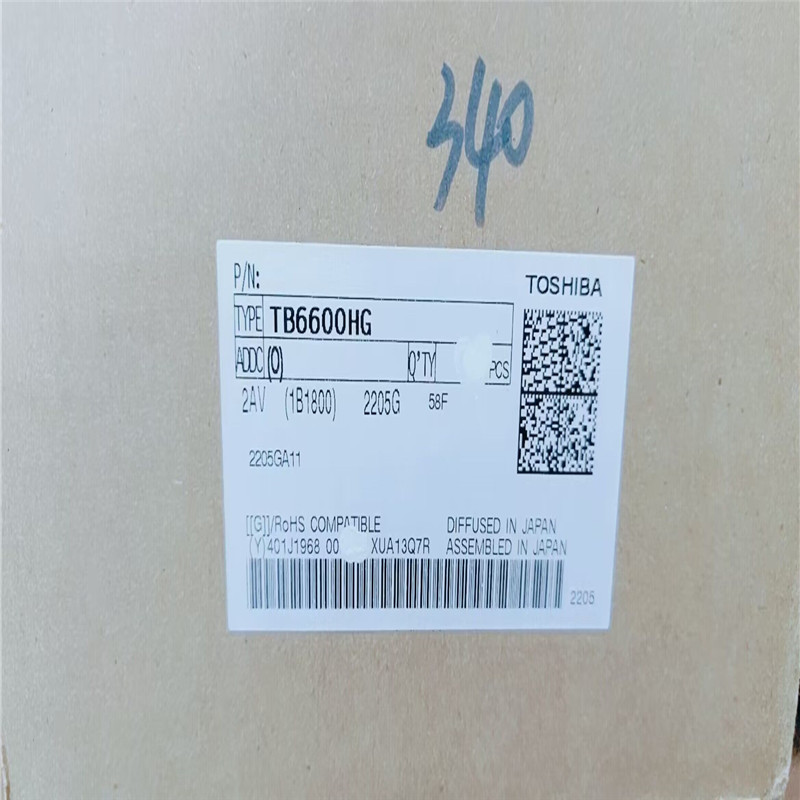 340
P/N:
TOSHIBA
TYPE TB6600HG
ADDC (O) Q'TY PCS
2AV (1B1800) 2205G 58F
2205GA11
[[G]]/RoHS COMPATIBLE DIFFUSED IN JAPAN
(Y)401J1968 00 XUA13Q7R ASSEMBLED IN JAPAN
2205